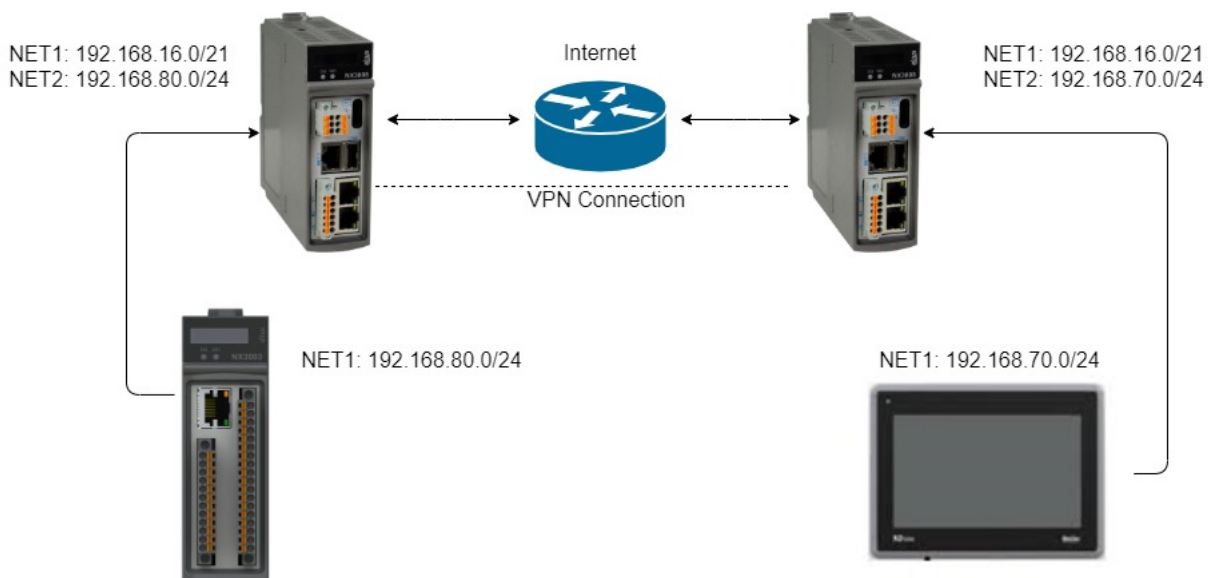 NET1: 192.168.16.0/21
NET2: 192.168.80.0/24
NX3005
Internet
NET1: 192.168.16.0/21
NET2: 192.168.70.0/24
VPN Connection
NX3003
NET1: 192.168.80.0/24
NET1: 192.168.70.0/24